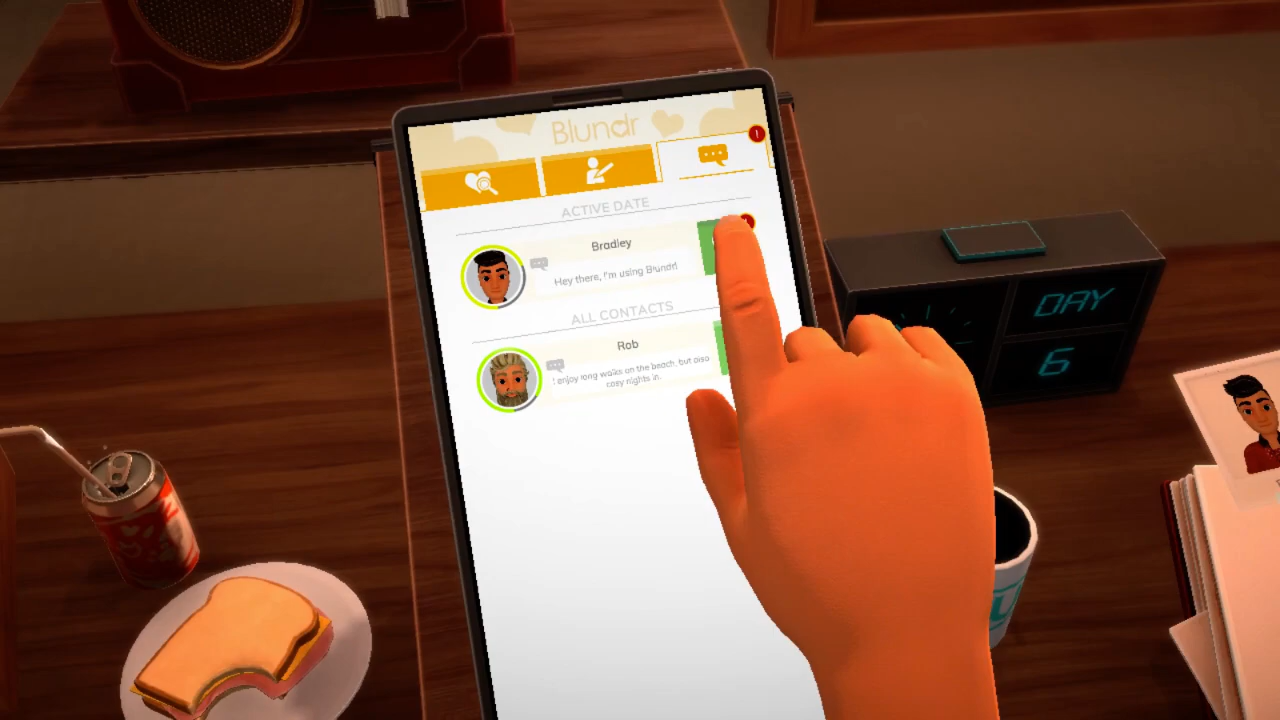 Blundr
1
ACTIVE DATE
Bradley
Hey there, I'm using Blundr!
ALL CONTACTS
Rob
I enjoy long walks on the beach, but also
cosy nights in.
DAY
6